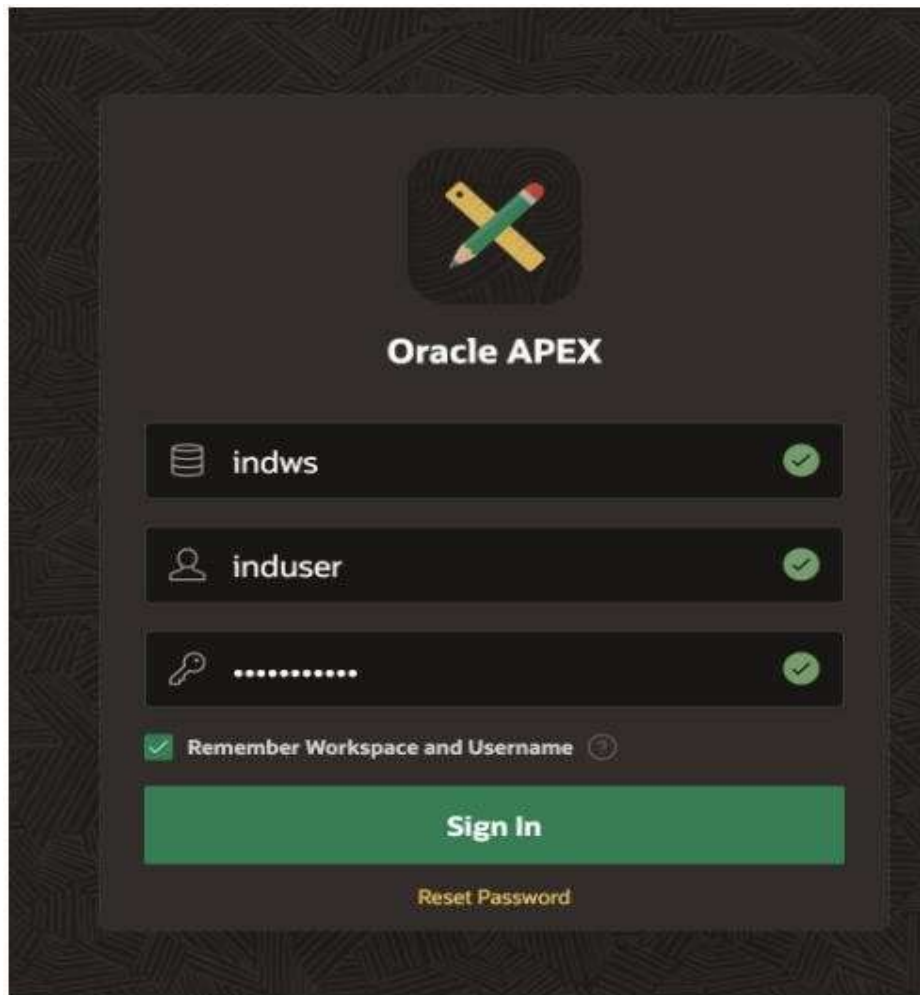 Oracle APEX
indws
induser
•••••••••••
Remember Workspace and Username ?
Sign In
Reset Password